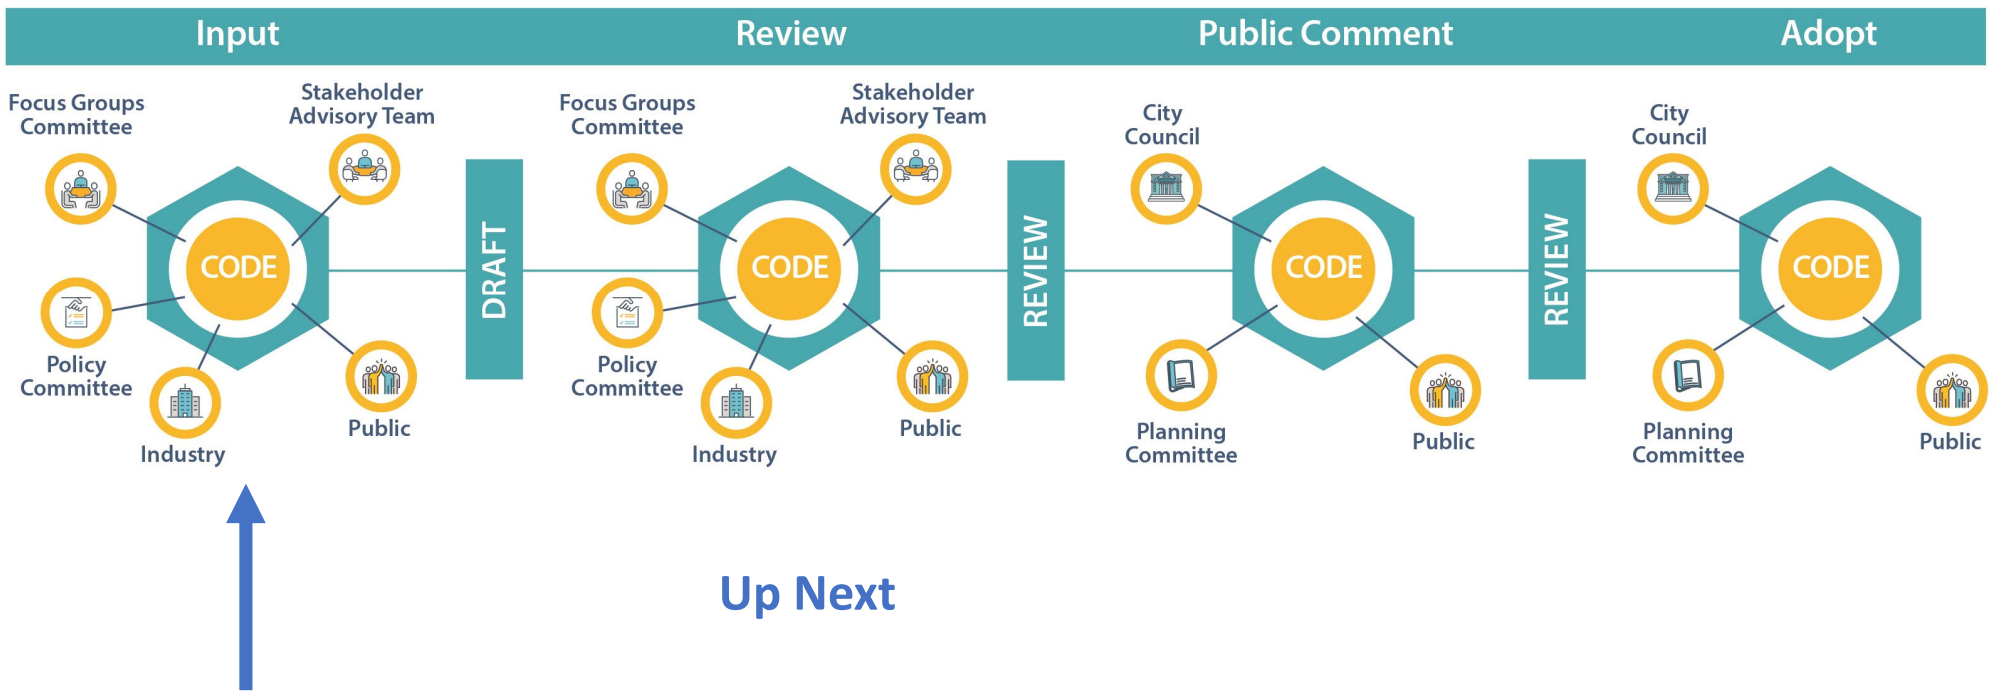 Input
Review
Public Comment
Adopt
Focus Groups
Committee
Stakeholder
Advisory Team
CODE
Policy
Committee
Industry
Public
DRAFT
Focus Groups
Committee
Stakeholder
Advisory Team
CODE
Policy
Committee
Industry
Public
REVIEW
City
Council
CODE
Planning
Committee
Public
REVIEW
City
Council
CODE
Planning
Committee
Public
Up Next